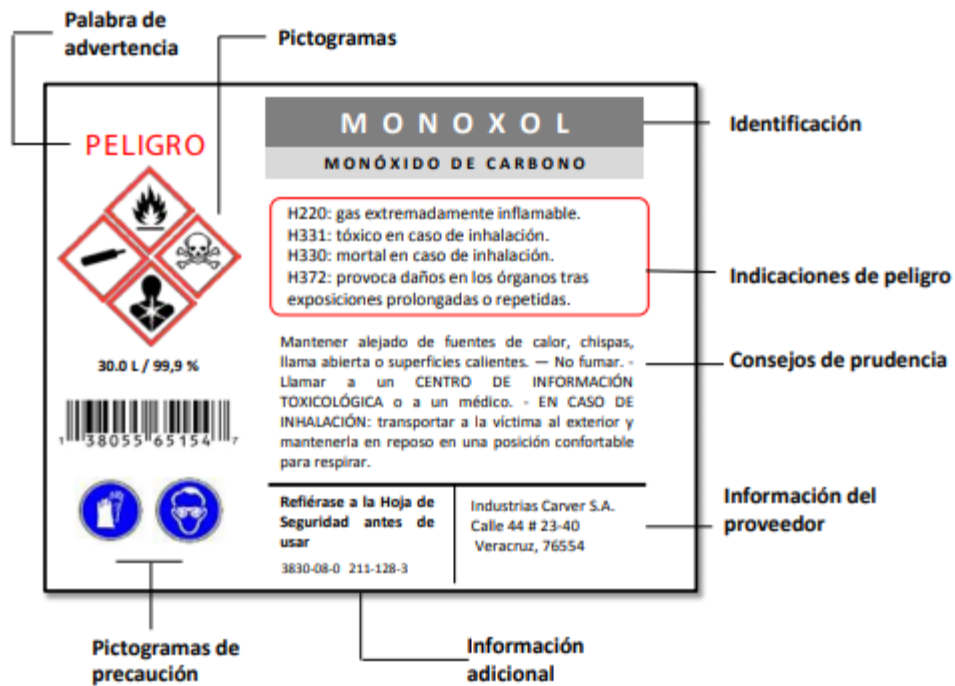 Palabra de
advertencia
Pictogramas
PELIGRO
MONOXOL
MONÓXIDO DE CARBONO
Identificación
H220: gas extremadamente inflamable.
H331: tóxico en caso de inhalación.
H330: mortal en caso de inhalación.
H372: provoca daños en los órganos tras
exposiciones prolongadas o repetidas.
Indicaciones de peligro
30.0 L / 99,9 %
Mantener alejado de fuentes de calor, chispas,
llama abierta o superficies calientes. — No fumar. -
Llamar a un CENTRO DE INFORMACIÓN
TOXICOLÓGICA o a un médico. - EN CASO DE
INHALACIÓN: transportar a la víctima al exterior y
mantenerla en reposo en una posición confortable
para respirar.
Consejos de prudencia
1 38055 65154 7
Refiérase a la Hoja de
Seguridad antes de
usar
3830-08-0 211-128-3
Industrias Carver S.A.
Calle 44 # 23-40
Veracruz, 76554
Información del
proveedor
Pictogramas de
precaución
Información
adicional